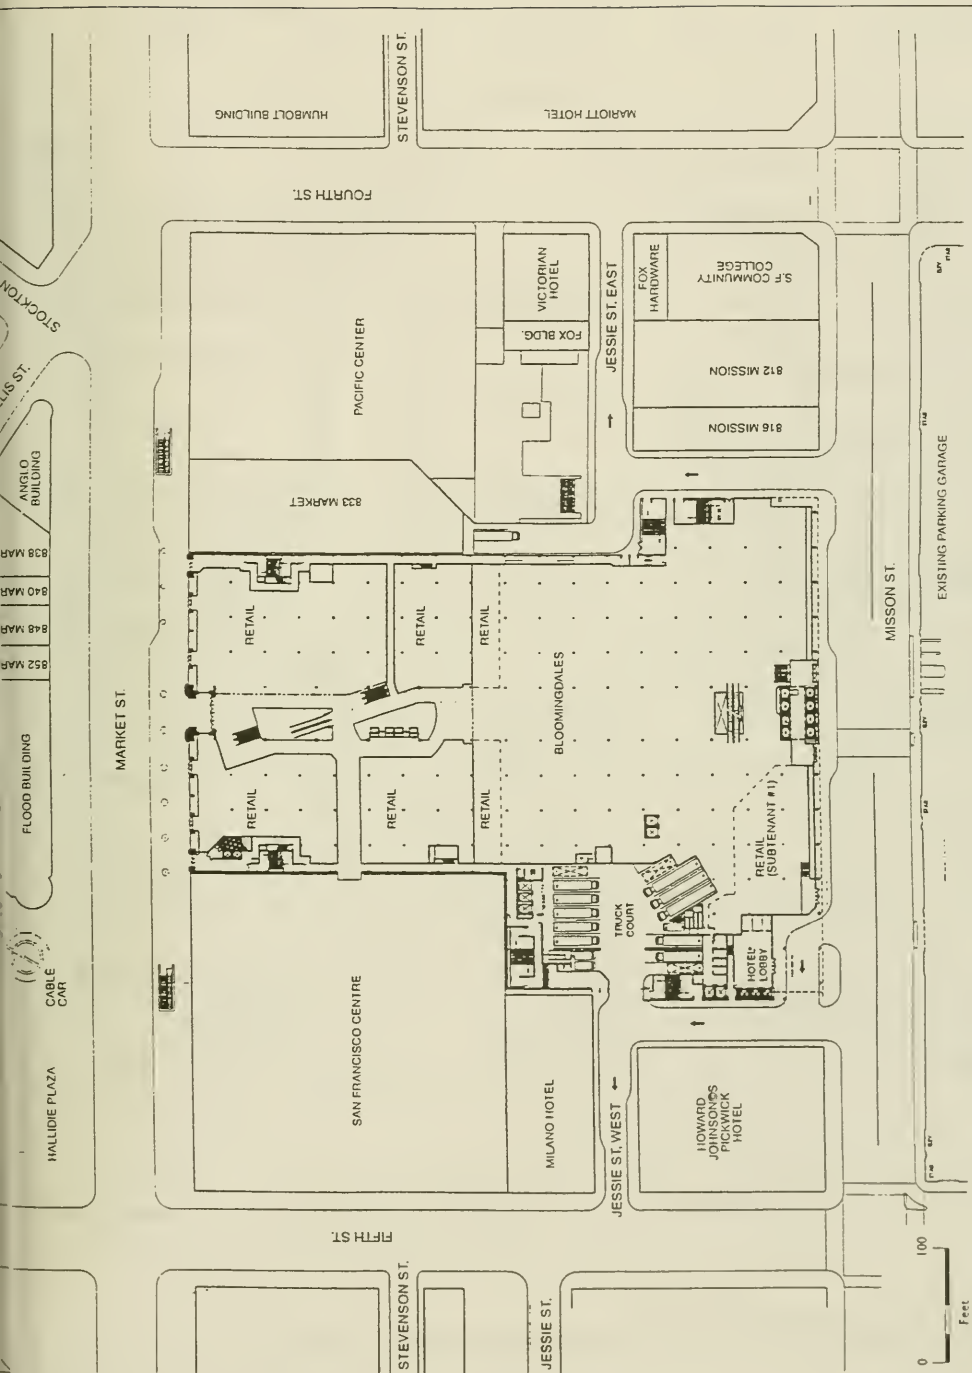 STOCKTON
LIS ST.
ANGLO
BUILDING
838 MAR
840 MAR
848 MAR
852 MAR
FLOOD BUILDING
CABLE
CAR
HALLIDIE PLAZA
MARKET ST.
HUMBOLT BUILDING
STEVENSON ST.
MARIOTT HOTEL
FOURTH ST.
PACIFIC CENTER
833 MARKET
VICTORIAN
HOTEL
FOX BLDG.
JESSIE ST. EAST
FOX
HARDWARE
S.F. COMMUNITY
COLLEGE
812 MISSION
816 MISSION
RETAIL
RETAIL
RETAIL
RETAIL
RETAIL
RETAIL
BLOOMINGDALES
RETAIL
(SUBTENANT #1)
TRUCK
COURT
HOTEL
LOBBY
MISSON ST.
EXISTING PARKING GARAGE
SAN FRANCISCO CENTRE
MILANO HOTEL
JESSIE ST. WEST
HOWARD
JOHNSONS
PICKWICK
HOTEL
FIFTH ST.
STEVENSON ST.
JESSIE ST.
0
100
Feet